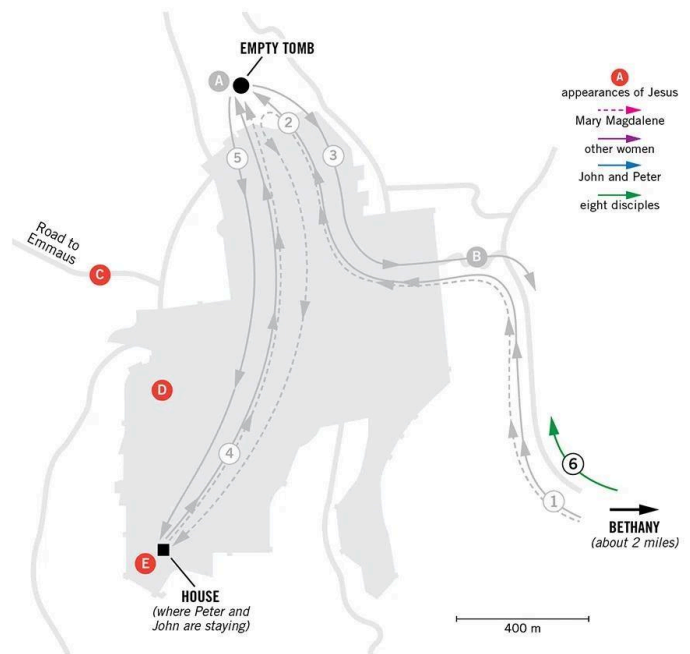 EMPTY TOMB
A
A
appearances of Jesus
Mary Magdalene
other women
John and Peter
eight disciples
2
3
5
Road to
Emmaus
C
B
D
4
6
1
BETHANY
(about 2 miles)
E
HOUSE
(where Peter and
John are staying)
400 m